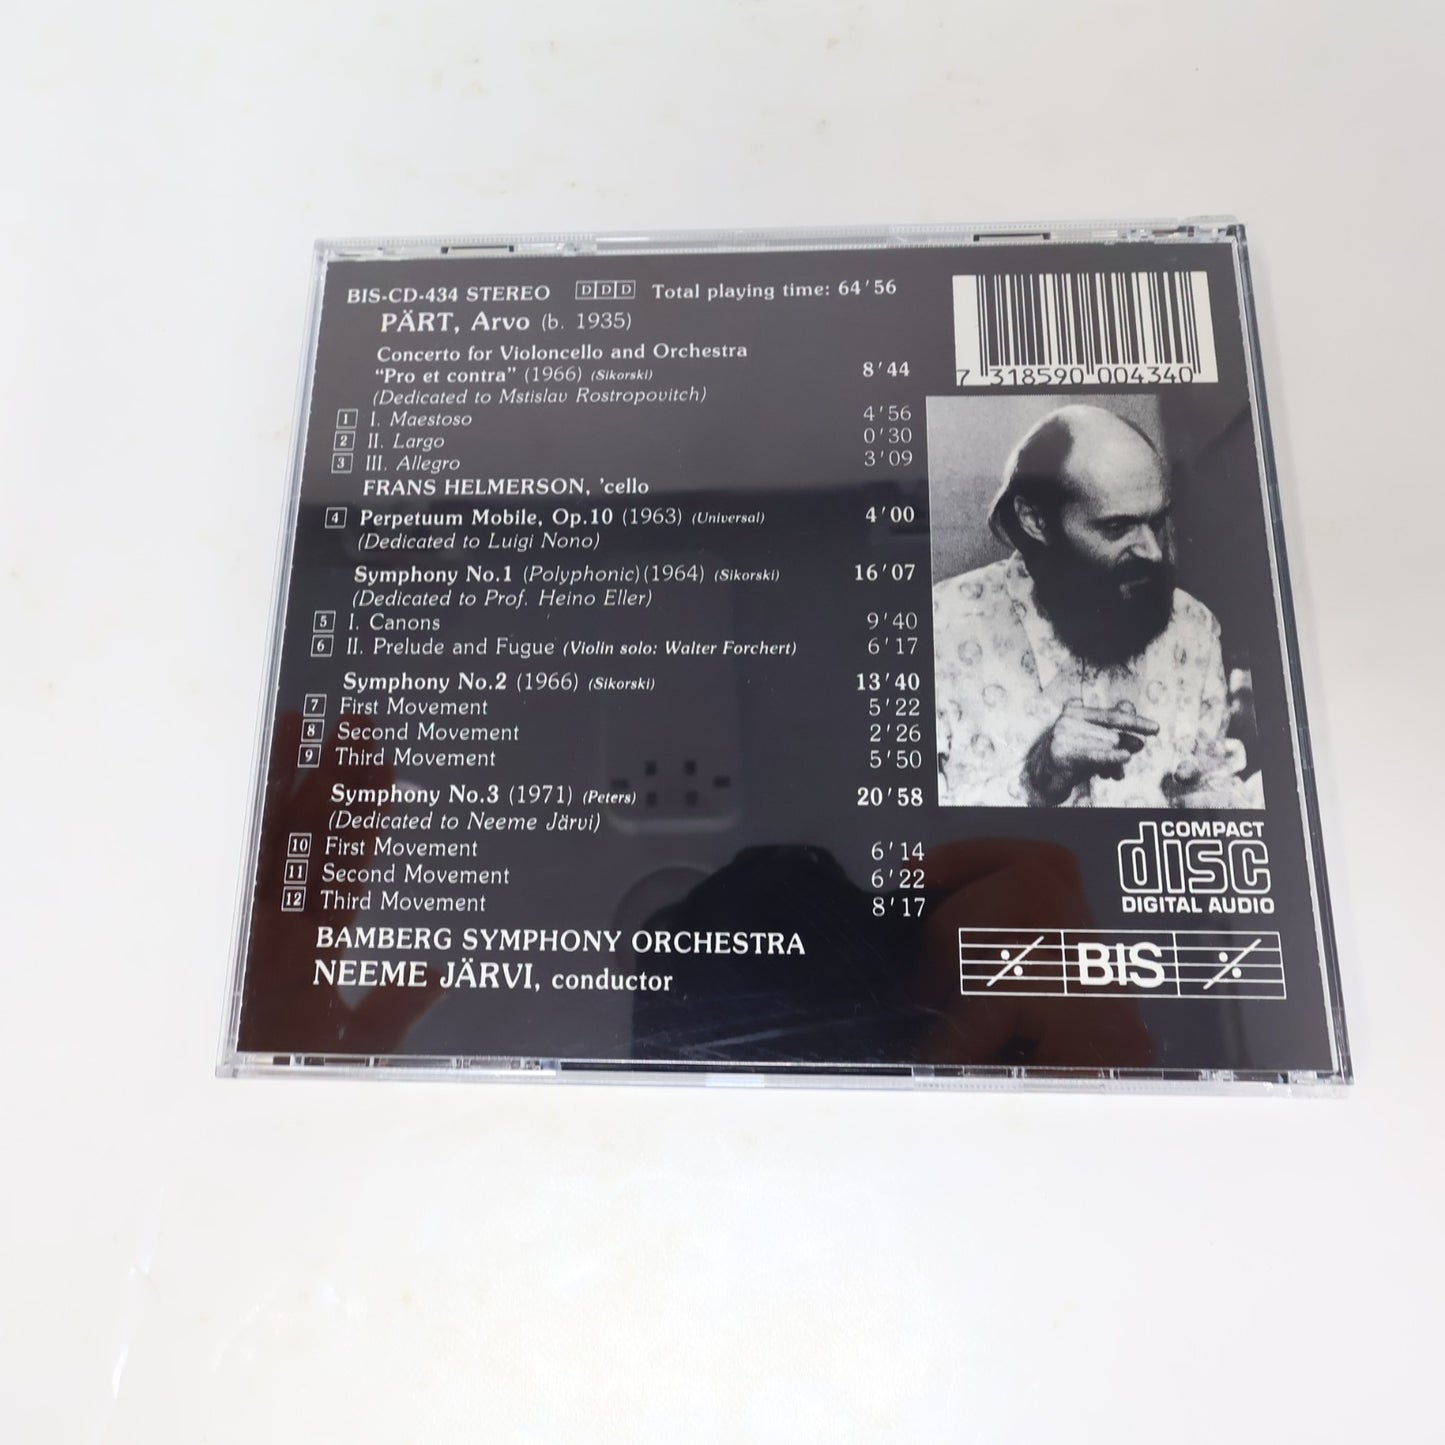 BIS-CD-434 STEREO DDD Total playing time: 64'56
PÄRT, Arvo (b. 1935)
Concerto for Violoncello and Orchestra
"Pro et contra" (1966) (Sikorski) 8'44
(Dedicated to Mstislav Rostropovitch)
1 I. Maestoso 4'56
2 II. Largo 0'30
3 III. Allegro 3'09
FRANS HELMERSON, 'cello
4 Perpetuum Mobile, Op.10 (1963) (Universal) 4'00
(Dedicated to Luigi Nono)
Symphony No.1 (Polyphonic)(1964) (Sikorski) 16'07
(Dedicated to Prof. Heino Eller)
5 I. Canons 9'40
6 II. Prelude and Fugue (Violin solo: Walter Forchert) 6'17
Symphony No.2 (1966) (Sikorski) 13'40
7 First Movement 5'22
8 Second Movement 2'26
9 Third Movement 5'50
Symphony No.3 (1971) (Peters) 20'58
(Dedicated to Neeme Järvi)
10 First Movement 6'14
11 Second Movement 6'22
12 Third Movement 8'17
BAMBERG SYMPHONY ORCHESTRA
NEEME JÄRVI, conductor
7 318590 004340
COMPACT
disc
DIGITAL AUDIO
BIS